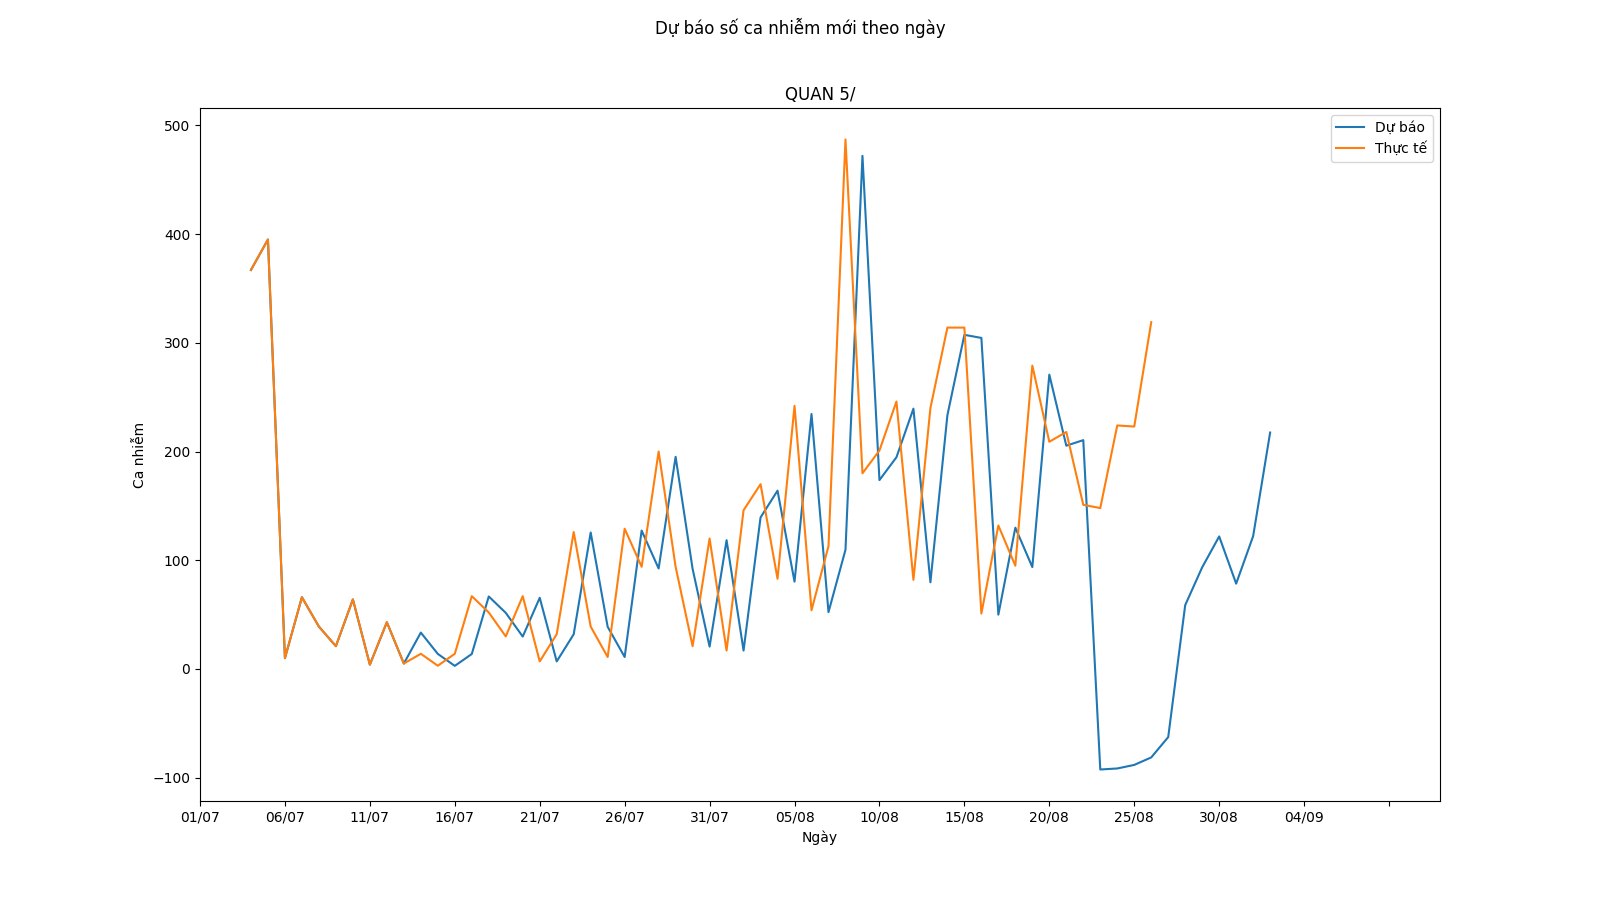 Dự báo số ca nhiễm mới theo ngày
QUAN 5/
Dự báo
Thực tế
500
400
300
200
100
0
−100
Ca nhiễm
01/07 06/07 11/07 16/07 21/07 26/07 31/07 05/08 10/08 15/08 20/08 25/08 30/08 04/09
Ngày